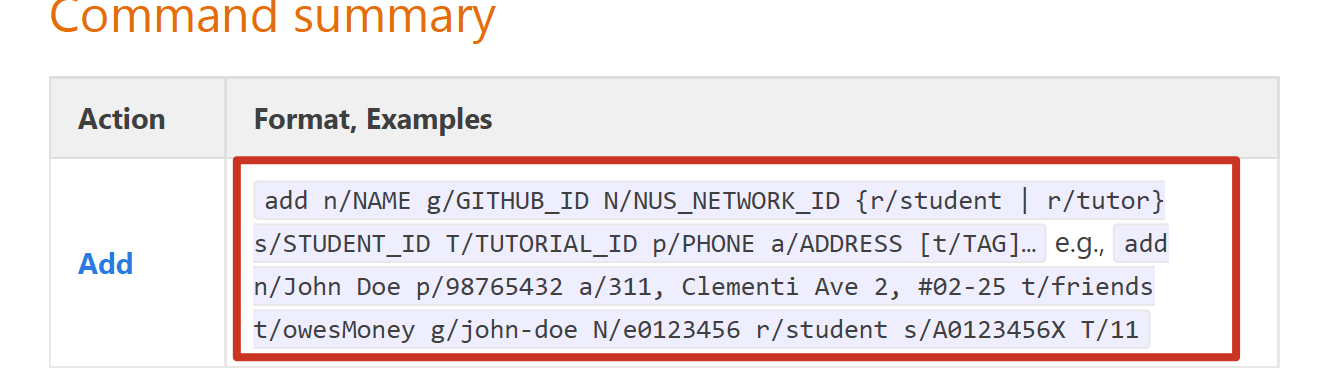 Command summary
Action
Format, Examples
Add
add n/NAME g/GITHUB_ID N/NUS_NETWORK_ID {r/student | r/tutor}
s/STUDENT_ID T/TUTORIAL_ID p/PHONE a/ADDRESS [t/TAG]… e.g., add
n/John Doe p/98765432 a/311, Clementi Ave 2, #02-25 t/friends
t/owesMoney g/john-doe N/e0123456 r/student s/A0123456X T/11